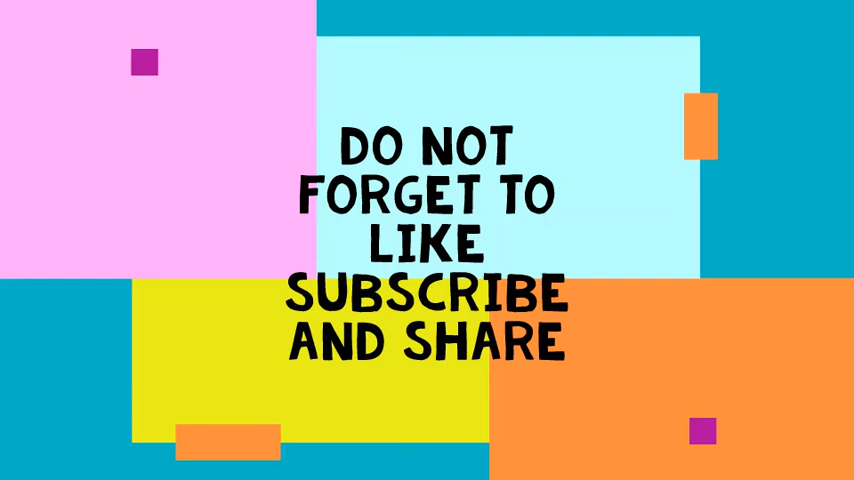 DO NOT
FORGET TO
LIKE
SUBSCRIBE
AND SHARE